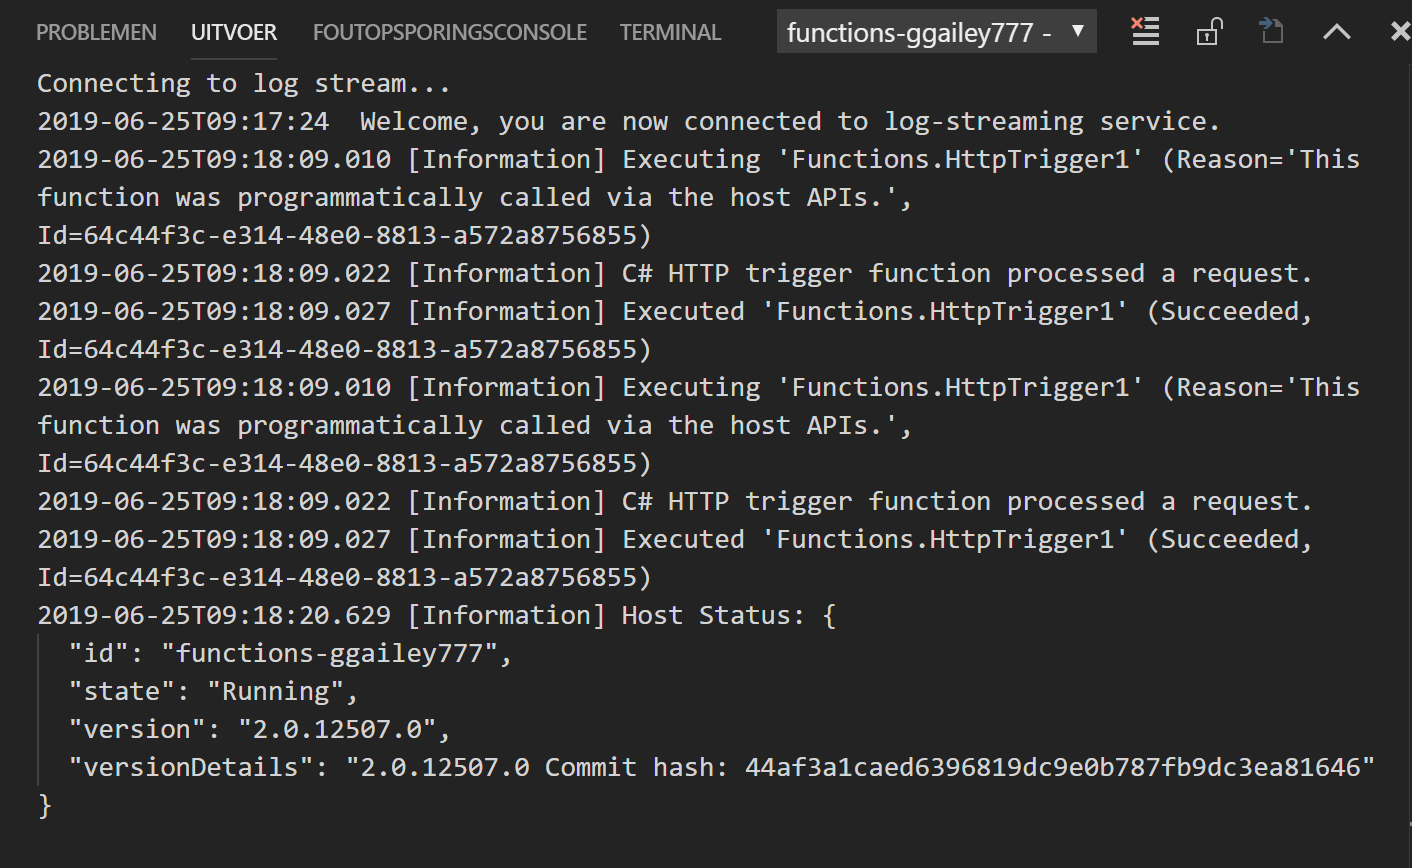 PROBLEMEN UITVOER FOUTOPSPORINGSCONSOLE TERMINAL functions-ggailey777 -
Connecting to log stream...
2019-06-25T09:17:24  Welcome, you are now connected to log-streaming service.
2019-06-25T09:18:09.010 [Information] Executing 'Functions.HttpTrigger1' (Reason='This
function was programmatically called via the host APIs.',
Id=64c44f3c-e314-48e0-8813-a572a8756855)
2019-06-25T09:18:09.022 [Information] C# HTTP trigger function processed a request.
2019-06-25T09:18:09.027 [Information] Executed 'Functions.HttpTrigger1' (Succeeded,
Id=64c44f3c-e314-48e0-8813-a572a8756855)
2019-06-25T09:18:09.010 [Information] Executing 'Functions.HttpTrigger1' (Reason='This
function was programmatically called via the host APIs.',
Id=64c44f3c-e314-48e0-8813-a572a8756855)
2019-06-25T09:18:09.022 [Information] C# HTTP trigger function processed a request.
2019-06-25T09:18:09.027 [Information] Executed 'Functions.HttpTrigger1' (Succeeded,
Id=64c44f3c-e314-48e0-8813-a572a8756855)
2019-06-25T09:18:20.629 [Information] Host Status: {
  "id": "functions-ggailey777",
  "state": "Running",
  "version": "2.0.12507.0",
  "versionDetails": "2.0.12507.0 Commit hash: 44af3a1caed6396819dc9e0b787fb9dc3ea81646"
}